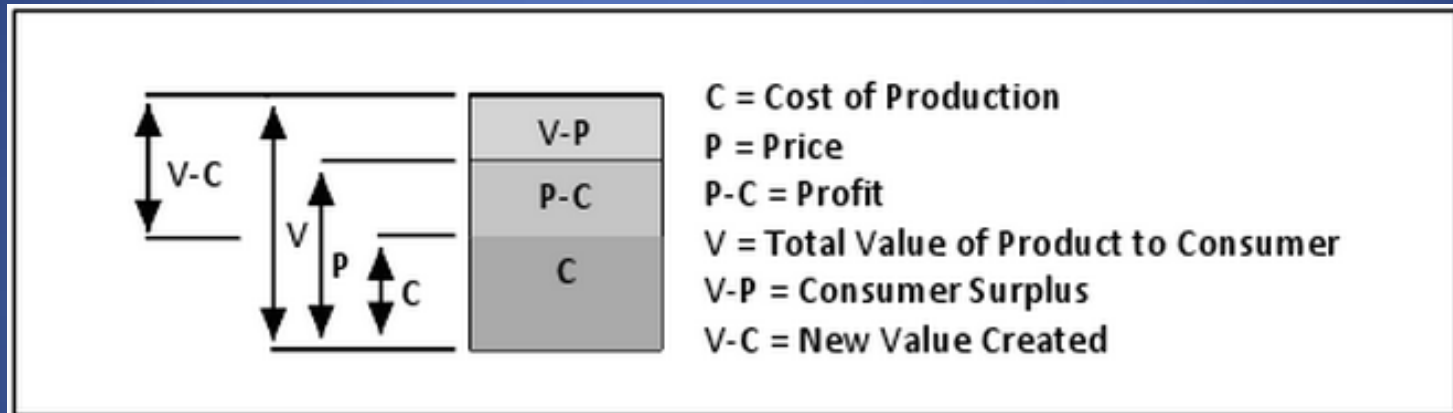 V-C
V
P
C
V-P
P-C
C
C = Cost of Production
P = Price
P-C = Profit
V = Total Value of Product to Consumer
V-P = Consumer Surplus
V-C = New Value Created